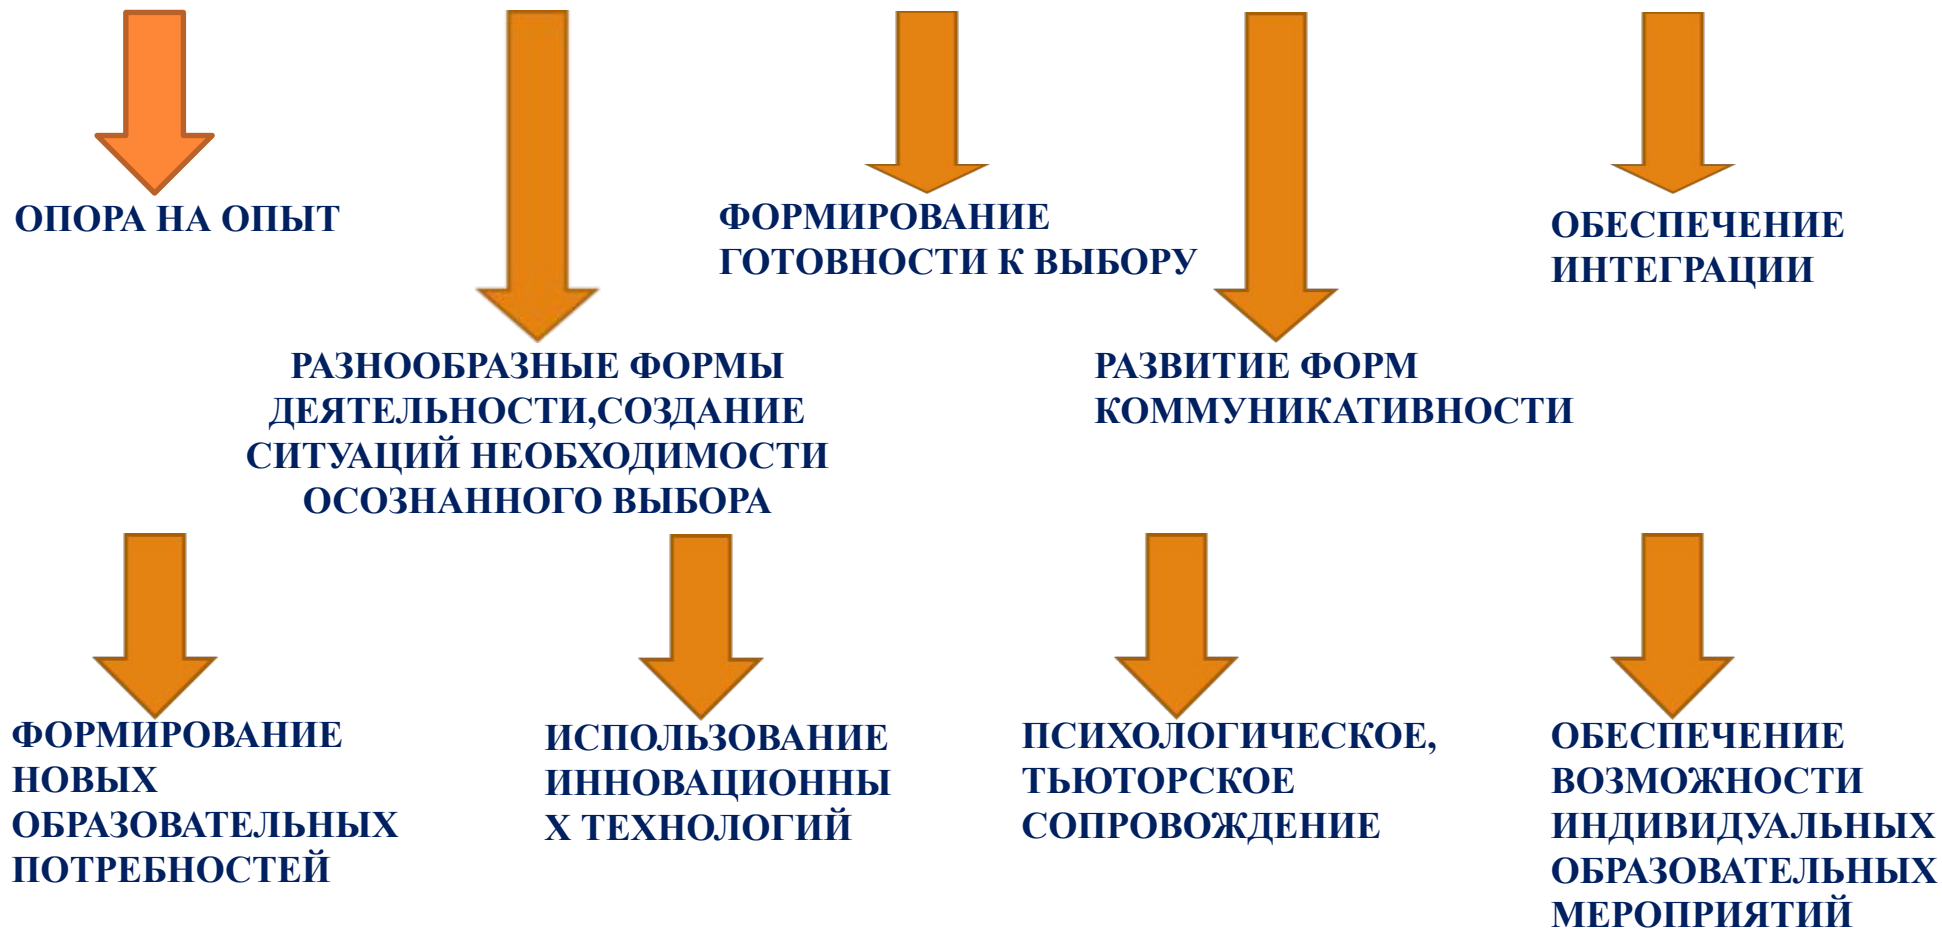 ОПОРА НА ОПЫТ
ФОРМИРОВАНИЕ
ГОТОВНОСТИ К ВЫБОРУ
ОБЕСПЕЧЕНИЕ
ИНТЕГРАЦИИ
РАЗНООБРАЗНЫЕ ФОРМЫ
ДЕЯТЕЛЬНОСТИ,СОЗДАНИЕ
СИТУАЦИЙ НЕОБХОДИМОСТИ
ОСОЗНАННОГО ВЫБОРА
РАЗВИТИЕ ФОРМ
КОММУНИКАТИВНОСТИ
ФОРМИРОВАНИЕ
НОВЫХ
ОБРАЗОВАТЕЛЬНЫХ
ПОТРЕБНОСТЕЙ
ИСПОЛЬЗОВАНИЕ
ИННОВАЦИОННЫ
Х ТЕХНОЛОГИЙ
ПСИХОЛОГИЧЕСКОЕ,
ТЬЮТОРСКОЕ
СОПРОВОЖДЕНИЕ
ОБЕСПЕЧЕНИЕ
ВОЗМОЖНОСТИ
ИНДИВИДУАЛЬНЫХ
ОБРАЗОВАТЕЛЬНЫХ
МЕРОПРИЯТИЙ